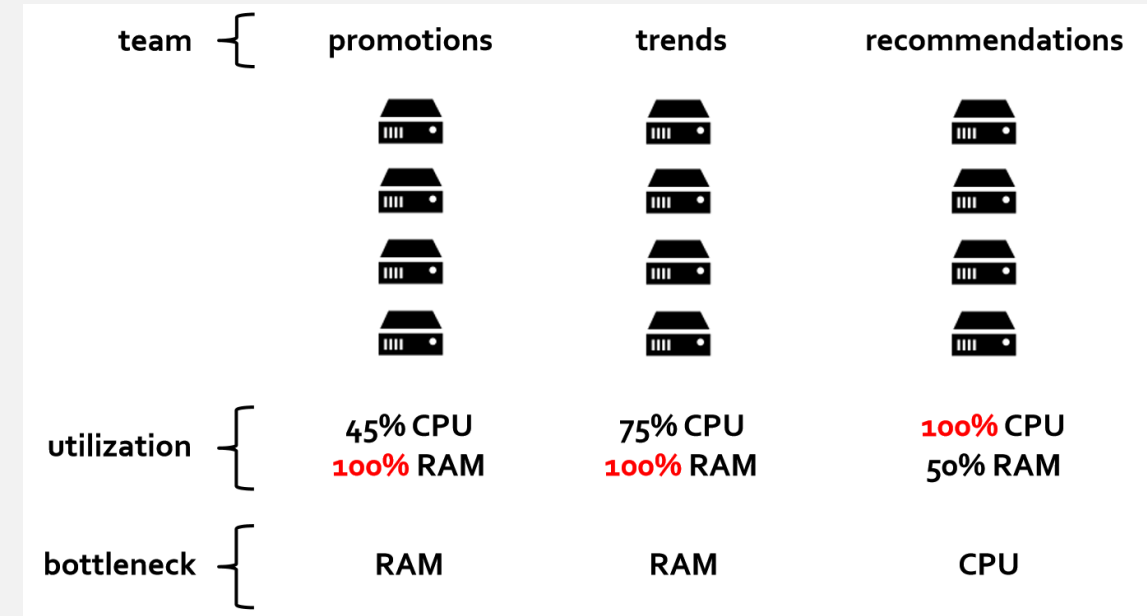 team promotions trends recommendations
utilization 45% CPU 75% CPU 100% CPU
100% RAM 100% RAM 50% RAM
bottleneck RAM RAM CPU